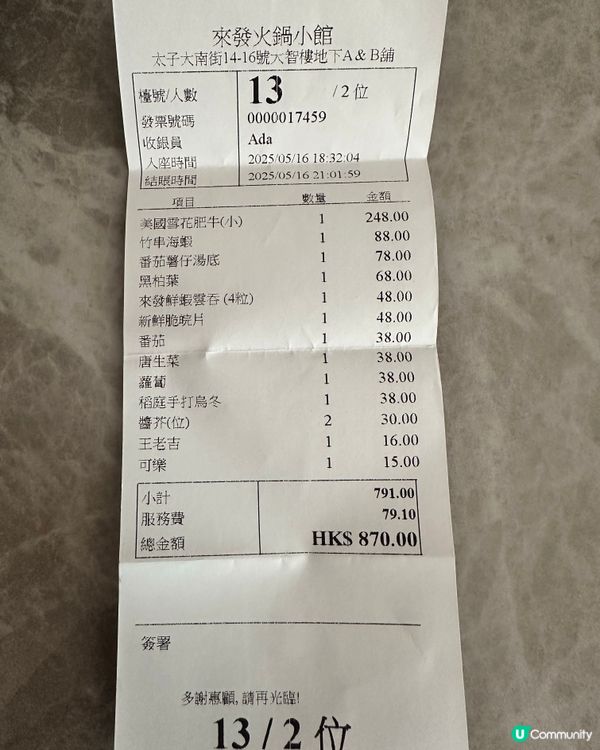 來發火鍋小館
太子大南街14-16號大智樓地下A & B舖
檯號/人數 13 / 2 位
發票號碼 0000017459
收銀員 Ada
入座時間 2025/05/16 18:32:04
結賬時間 2025/05/16 21:01:59
項目 數量 金額
美國雪花肥牛(小) 1 248.00
竹串海蝦 1 88.00
番茄薯仔湯底 1 78.00
黑柏葉 1 68.00
來發鮮蝦雲吞 (4粒) 1 48.00
新鮮脆皖片 1 48.00
番茄 1 38.00
唐生菜 1 38.00
蘿蔔 1 38.00
稻庭手打烏冬 1 38.00
醬芥(位) 2 30.00
王老吉 1 16.00
可樂 1 15.00
小計 791.00
服務費 79.10
總金額 HK$ 870.00
簽署
多謝惠顧, 請再光臨!
13 / 2 位
U Community